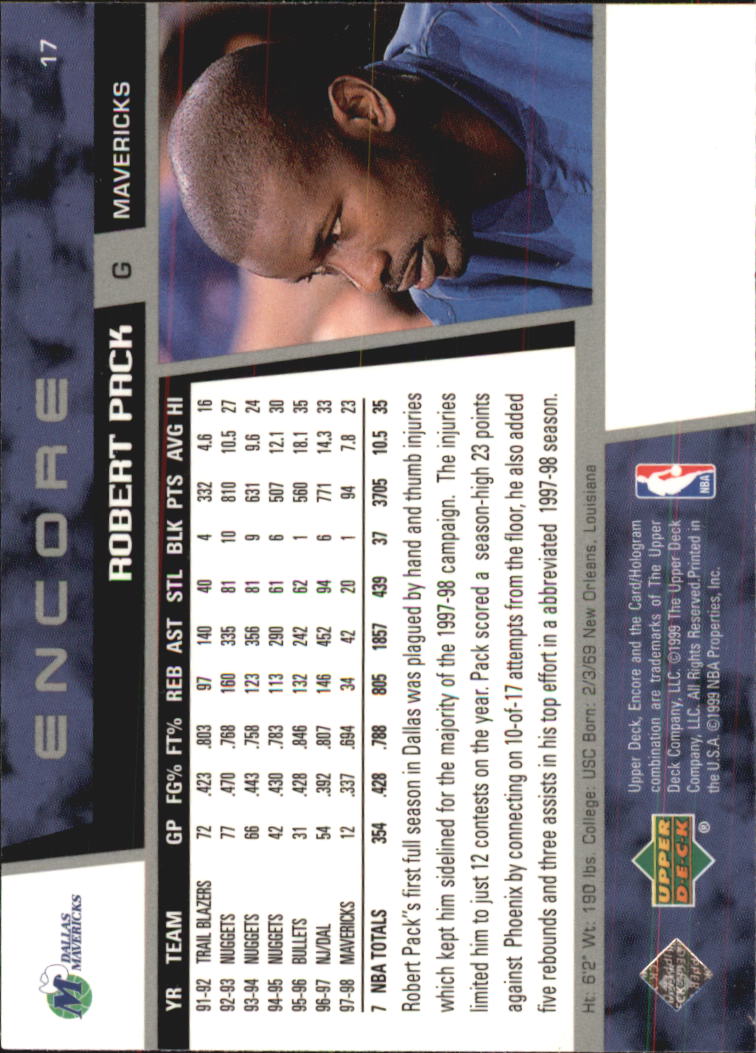 17
ENCORE
DALLAS
MAVERICKS
ROBERT PACK G MAVERICKS
YR TEAM GP FG% FT% REB AST STL BLK PTS AVG HI
91-92 TRAIL BLAZERS 72 .423 .803 97 140 40 4 332 4.6 16
92-93 NUGGETS 77 .470 .768 160 335 81 10 810 10.5 27
93-94 NUGGETS 66 .443 .758 123 356 81 9 631 9.6 24
94-95 NUGGETS 42 .430 .783 113 290 61 6 507 12.1 30
95-96 BULLETS 31 .428 .846 132 242 62 1 560 18.1 35
96-97 NJ/DAL 54 .392 .807 146 452 94 6 771 14.3 33
97-98 MAVERICKS 12 .337 .694 34 42 20 1 94 7.8 23
7 NBA TOTALS 354 .428 .788 805 1857 439 37 3705 10.5 35
Robert Pack"s first full season in Dallas was plagued by hand and thumb injuries
which kept him sidelined for the majority of the 1997-98 campaign. The injuries
limited him to just 12 contests on the year. Pack scored a season-high 23 points
against Phoenix by connecting on 10-of-17 attempts from the floor, he also added
five rebounds and three assists in his top effort in a abbreviated 1997-98 season.
Ht: 6'2" Wt: 190 lbs. College: USC Born: 2/3/69 New Orleans, Louisiana
UPPER
D·E·C·K
®
Upper Deck, Encore and the Card/Hologram
combination are trademarks of The Upper
Deck Company, LLC. ©1999 The Upper Deck
Company, LLC. All Rights Reserved.Printed in
the U.S.A. ©1999 NBA Properties, Inc.
NBA